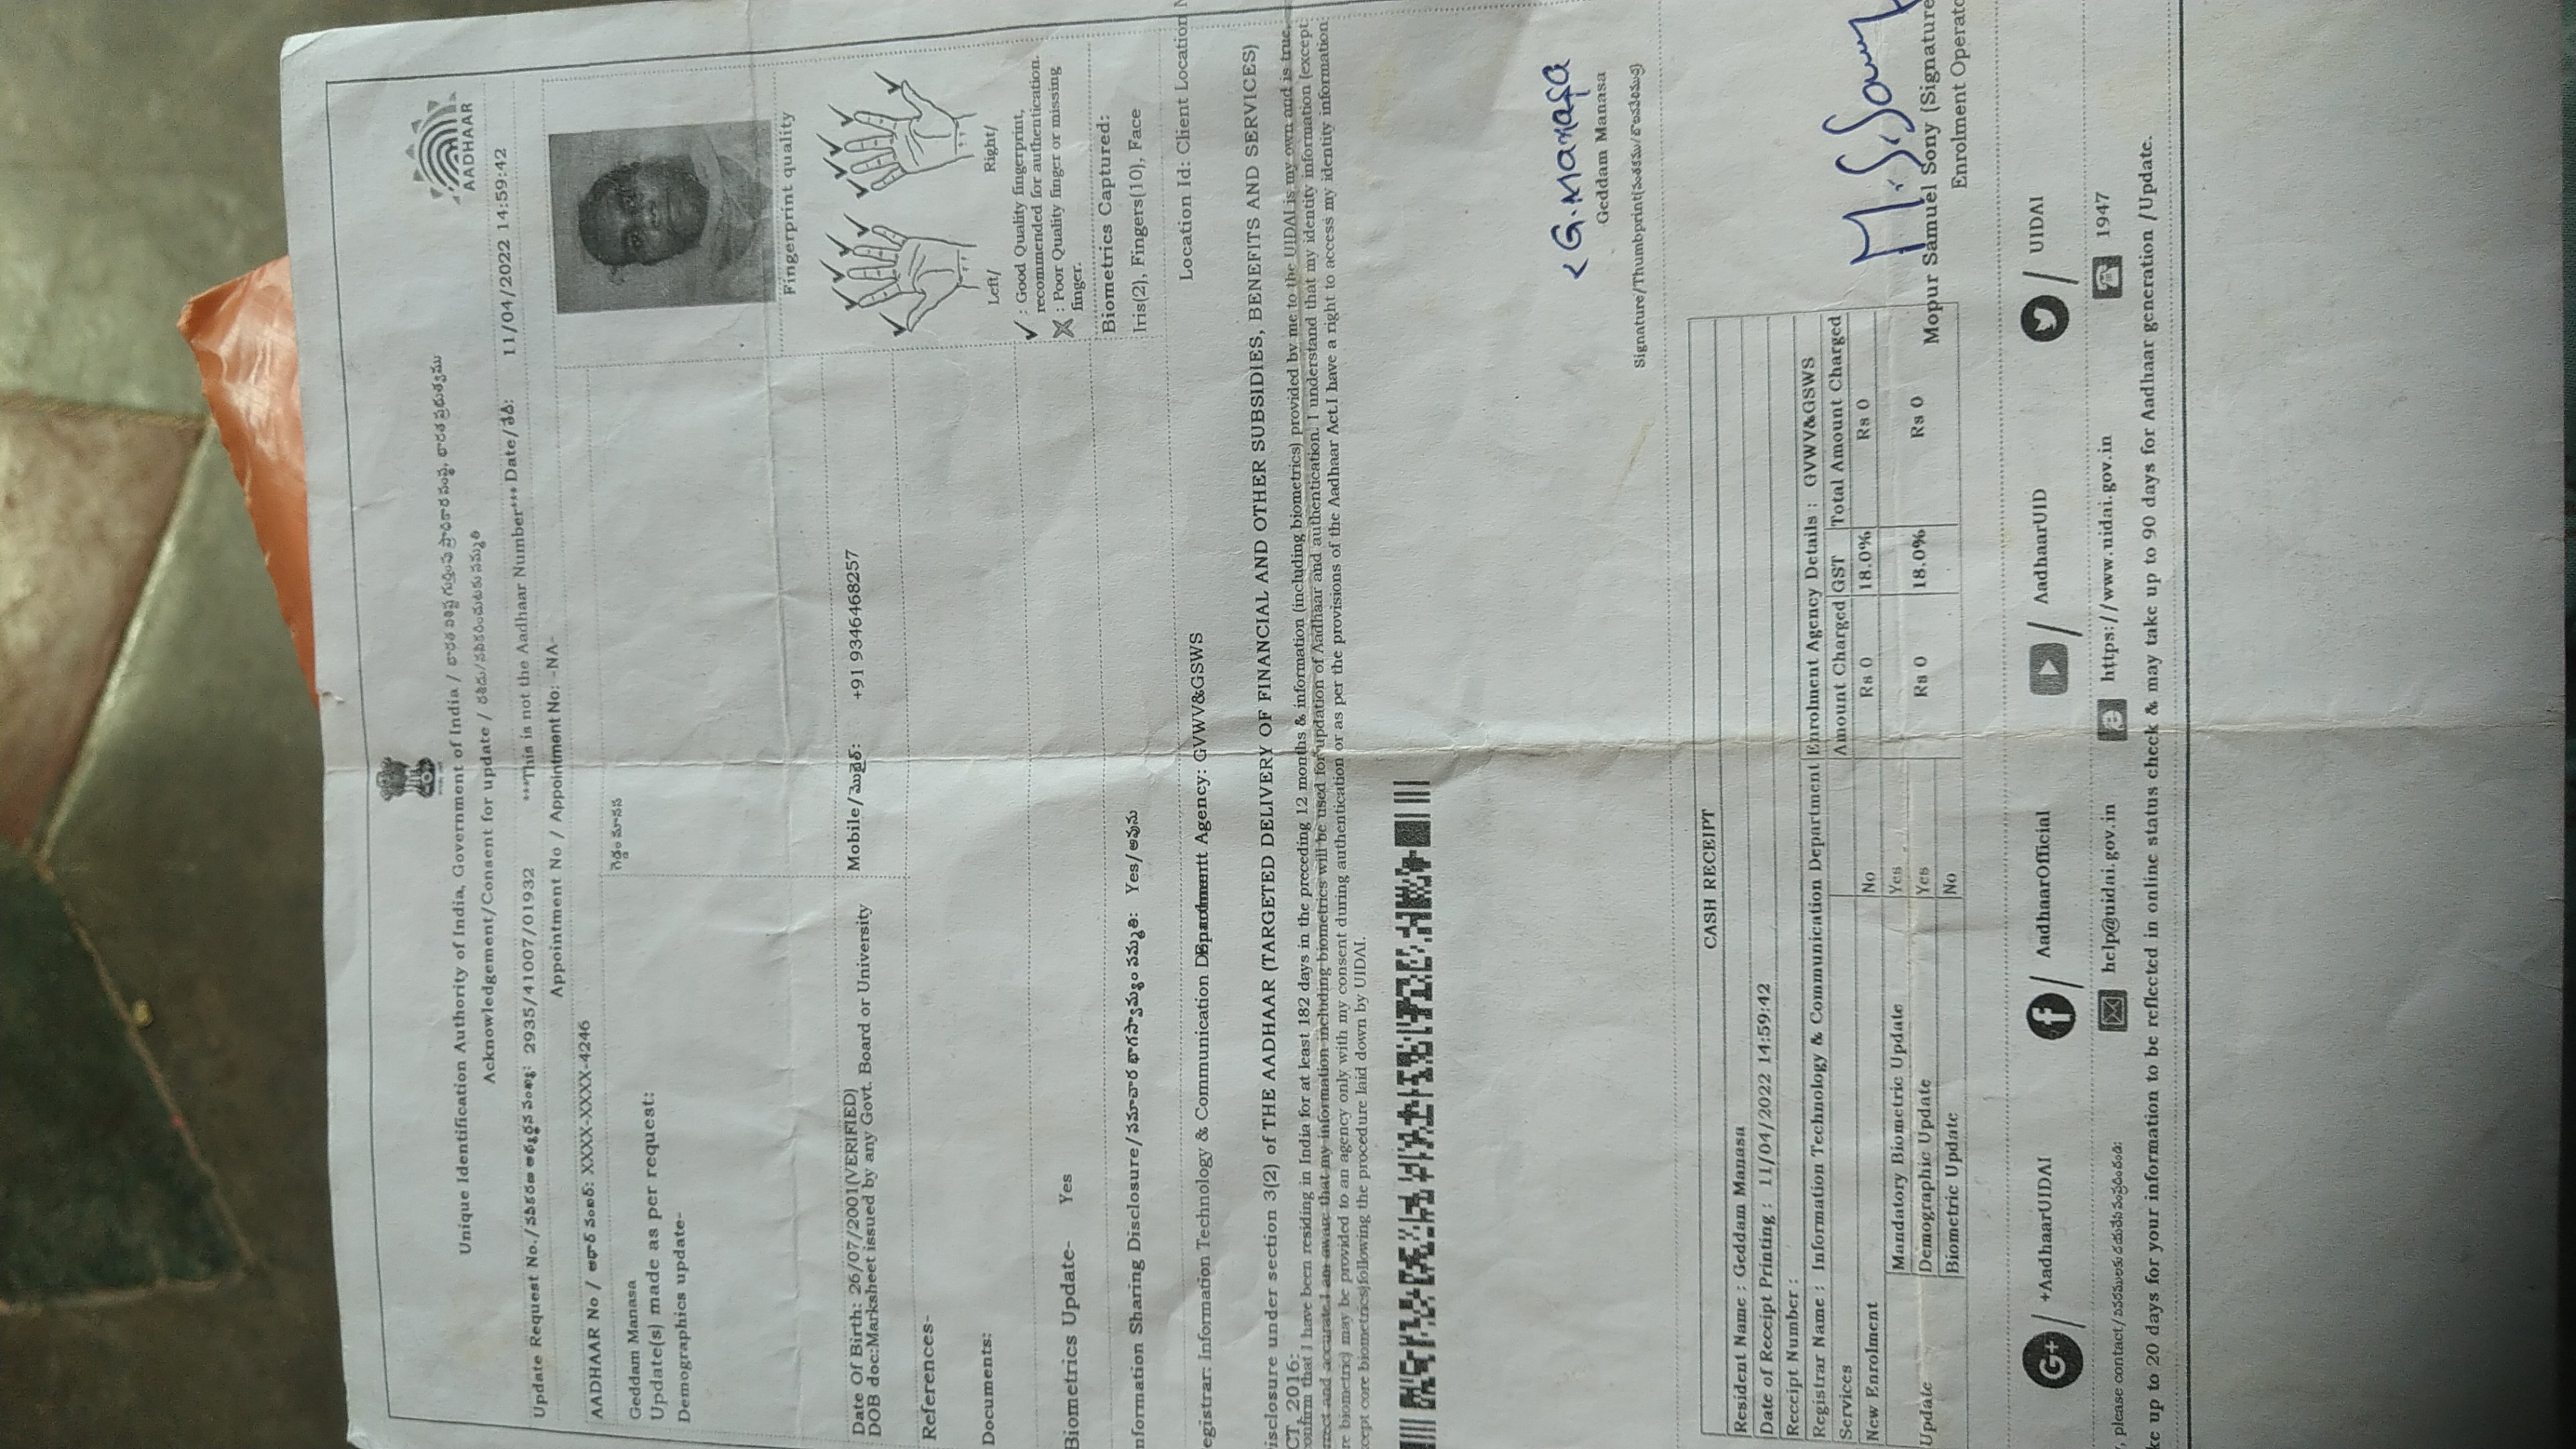 Unique Identification Authority of India, Government of India / భారత విశిష్ట గుర్తింపు ప్రాధికార సంస్థ, భారత ప్రభుత్వము
AADHAAR
Acknowledgement/Consent for update / రశీదు/నవీకరించుటకు సమ్మతి
Update Request No./నవీకరణ అభ్యర్థన సంఖ్య: 2935/41007/01932 ***This is not the Aadhaar Number*** Date/తేదీ: 11/04/2022 14:59:42
Appointment No / Appointment No: -NA-
AADHAAR No / ఆధార్ నంబర్: XXXX-XXXX-4246
Geddam Manasa గెడ్డం మానస
Update(s) made as per request:
Demographics update-
Fingerprint quality
Date Of Birth: 26/07/2001(VERIFIED)
DOB doc:Marksheet issued by any Govt. Board or University
Mobile/మొబైల్: +91 9346468257
References-
Documents:
Left/ Right/
: Good Quality fingerprint,
recommended for authentication.
: Poor Quality finger or missing
finger.
Biometrics Update- Yes
Biometrics Captured:
Iris(2), Fingers(10), Face
nformation Sharing Disclosure/సమాచార భాగస్వామ్యం సమ్మతి: Yes/అవును
egistrar: Information Technology & Communication Agency: GVWV&GSWS
Location Id: Client Location N
isclosure under section 3(2) of THE AADHAAR (TARGETED DELIVERY OF FINANCIAL AND OTHER SUBSIDIES, BENEFITS AND SERVICES)
CT, 2016:
onfirm that I have been residing in India for at least 182 days in the preceding 12 months & information (including biometrics) provided by me to the UIDAI is my own and is true,
rrect and accurate.I am aware that my information including biometrics will be used for updation of Aadhaar and authentication. I understand that my identity information (except
re biometric) may be provided to an agency only with my consent during authentication or as per the provisions of the Aadhaar Act.I have a right to access my identity information
cept core biometrics)following the procedure laid down by UIDAI.
G. Manasa
Geddam Manasa
Signature/Thumbprint(సంతకము/
CASH RECEIPT
Resident Name : Geddam Manasa
Date of Receipt Printing : 11/04/2022 14:59:42
Receipt Number :
Registrar Name : Information Technology & Communication Department Enrolment Agency Details : GVWV&GSWS
Services Amount Charged GST Total Amount Charged
New Enrolment No Rs 0 18.0% Rs 0
Update Mandatory Biometric Update Yes
Demographic Update Yes Rs 0 18.0% Rs 0
Biometric Update No
M.S.Sony
Mopur Samuel Sony (Signature
Enrolment Operato
G+ / +AadhaarUIDAI f / AadhaarOfficial / AadhaarUID / UIDAI
, please contact/వివరములకు దయచేసి సంప్రదించండి: help@uidai.gov.in https://www.uidai.gov.in 1947
ke up to 20 days for your information to be reflected in online status check & may take up to 90 days for Aadhaar generation /Update.